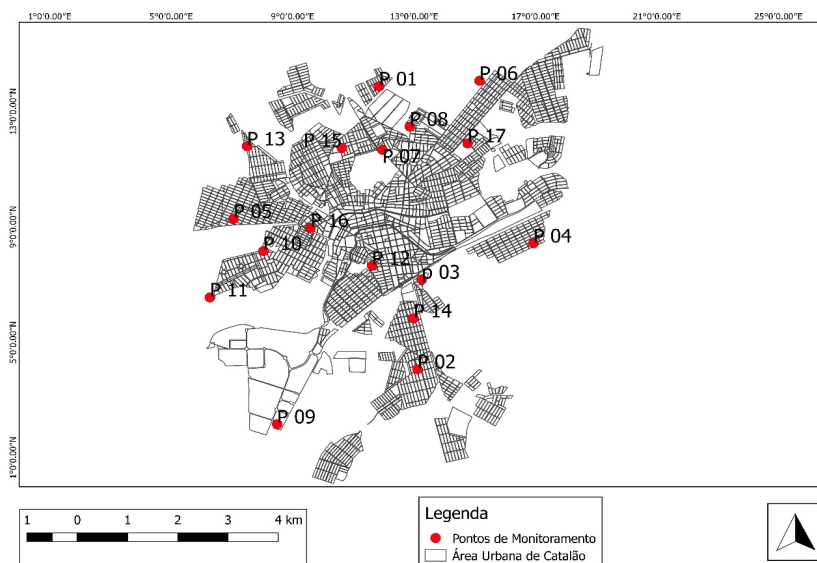 1°0'0.00"E 5°0'0.00"E 9°0'0.00"E 13°0'0.00"E 17°0'0.00"E 21°0'0.00"E 25°0'0.00"E
13°0'0.00"N
9°0'0.00"N
5°0'0.00"N
1°0'0.00"N
P 01
P 06
P 08
P 13
P 15
P 07
P 17
P 05
P 16
P 04
P 10
P 12
p 03
P 11
P 14
P 02
P 09
1 0 1 2 3 4 km
Legenda
Pontos de Monitoramento
Área Urbana de Catalão